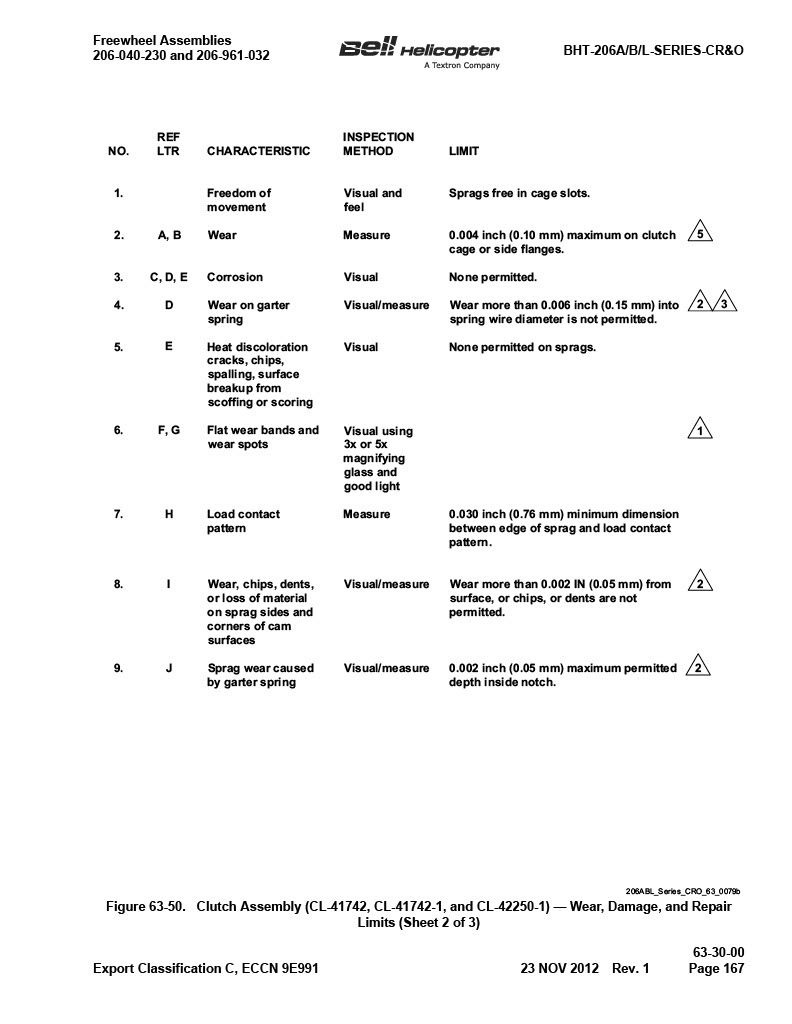 Freewheel Assemblies
206-040-230 and 206-961-032
Bell Helicopter
A Textron Company
BHT-206A/B/L-SERIES-CR&O
NO. REF LTR CHARACTERISTIC INSPECTION METHOD LIMIT
1. Freedom of Visual and Sprags free in cage slots.
movement feel
2. A, B Wear Measure 0.004 inch (0.10 mm) maximum on clutch 5
cage or side flanges.
3. C, D, E Corrosion Visual None permitted.
4. D Wear on garter Visual/measure Wear more than 0.006 inch (0.15 mm) into 2 3
spring spring wire diameter is not permitted.
5. E Heat discoloration Visual None permitted on sprags.
cracks, chips,
spalling, surface
breakup from
scoffing or scoring
6. F, G Flat wear bands and Visual using 1
wear spots 3x or 5x
magnifying
glass and
good light
7. H Load contact Measure 0.030 inch (0.76 mm) minimum dimension
pattern between edge of sprag and load contact
pattern.
8. I Wear, chips, dents, Visual/measure Wear more than 0.002 IN (0.05 mm) from 2
or loss of material surface, or chips, or dents are not
on sprag sides and permitted.
corners of cam
surfaces
9. J Sprag wear caused Visual/measure 0.002 inch (0.05 mm) maximum permitted 2
by garter spring depth inside notch.
206ABL_Series_CRO_63_0079b
Figure 63-50. Clutch Assembly (CL-41742, CL-41742-1, and CL-42250-1) — Wear, Damage, and Repair
Limits (Sheet 2 of 3)
63-30-00
Export Classification C, ECCN 9E991 23 NOV 2012 Rev. 1 Page 167